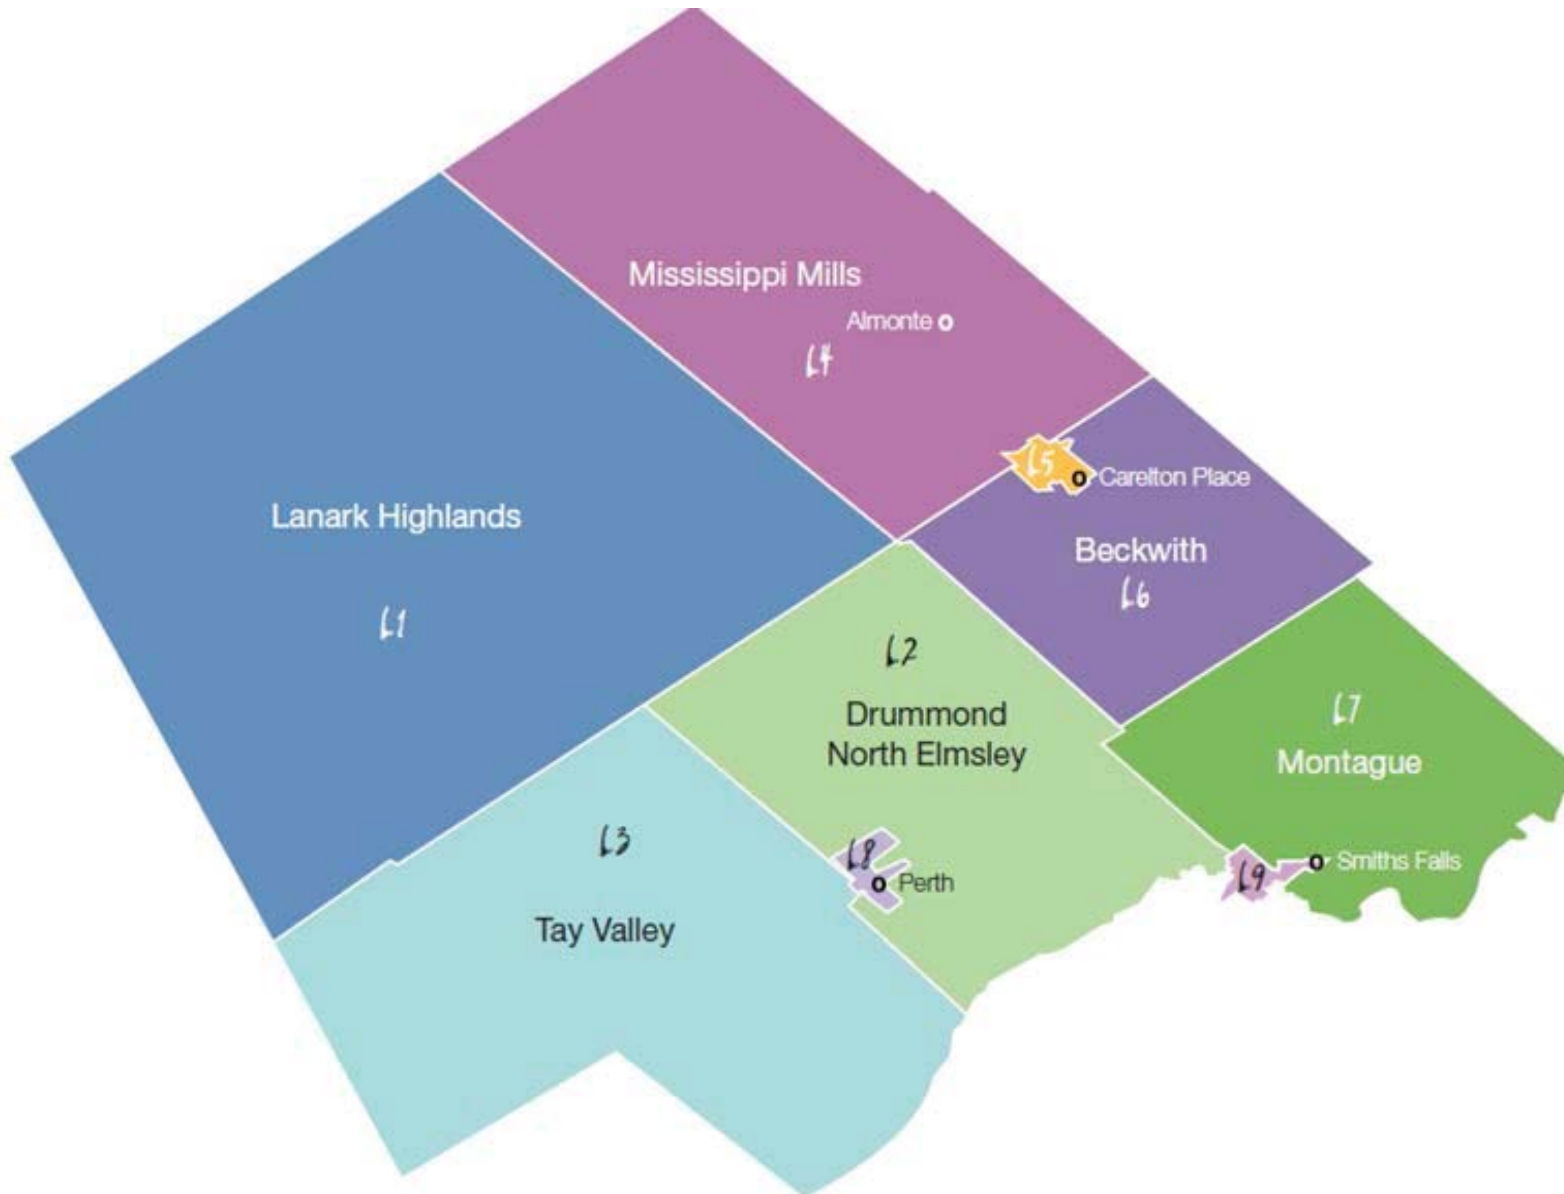 Mississippi Mills
Almonte
L4
L5
Carelton Place
Lanark Highlands
L1
Beckwith
L6
L2
Drummond
North Elmsley
L7
Montague
L3
L8
Perth
L9
Smiths Falls
Tay Valley